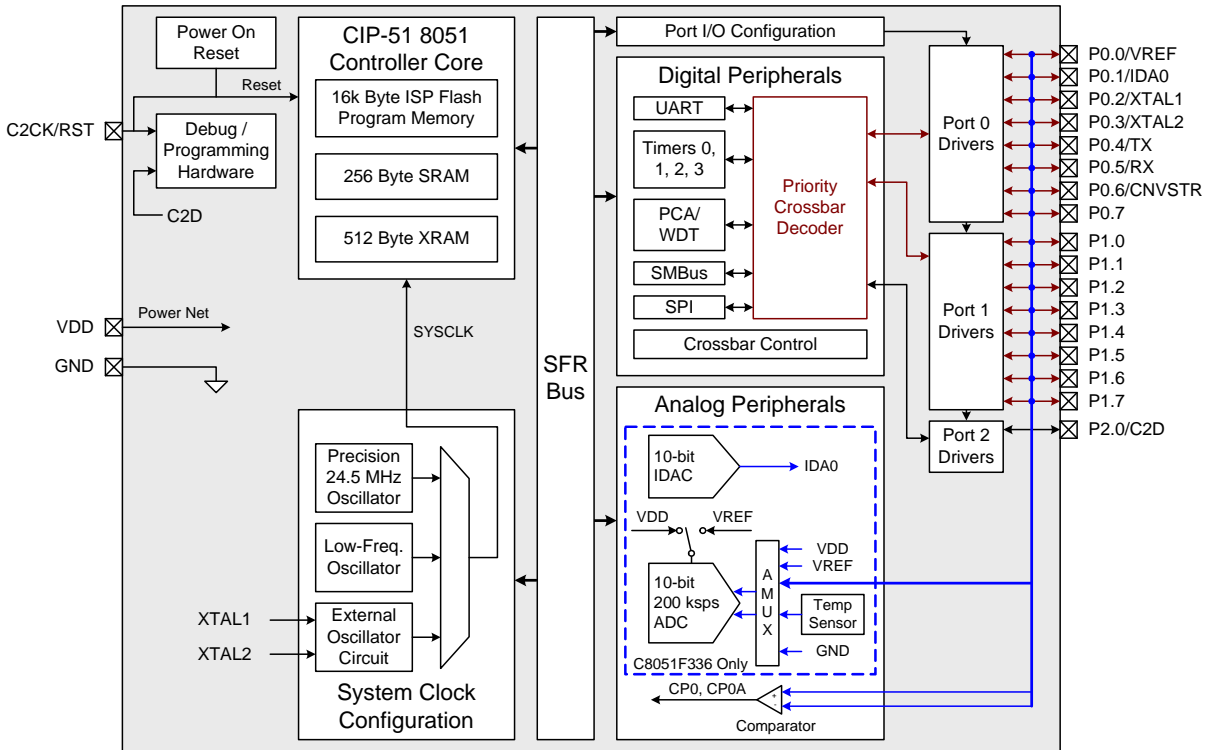 Power On
Reset
Reset
C2CK/RST
Debug /
Programming
Hardware
C2D
VDD
Power Net
GND
CIP-51 8051
Controller Core
16k Byte ISP Flash
Program Memory
256 Byte SRAM
512 Byte XRAM
SYSCLK
Precision
24.5 MHz
Oscillator
Low-Freq.
Oscillator
External
Oscillator
Circuit
XTAL1
XTAL2
System Clock
Configuration
SFR
Bus
Port I/O Configuration
Digital Peripherals
UART
Timers 0,
1, 2, 3
PCA/
WDT
SMBus
SPI
Priority
Crossbar
Decoder
Crossbar Control
Analog Peripherals
10-bit
IDAC
IDA0
VDD
VREF
10-bit
200 ksps
ADC
A
M
U
X
VDD
VREF
Temp
Sensor
GND
C8051F336 Only
CP0, CP0A
+
-
Comparator
Port 0
Drivers
Port 1
Drivers
Port 2
Drivers
P0.0/VREF
P0.1/IDA0
P0.2/XTAL1
P0.3/XTAL2
P0.4/TX
P0.5/RX
P0.6/CNVSTR
P0.7
P1.0
P1.1
P1.2
P1.3
P1.4
P1.5
P1.6
P1.7
P2.0/C2D